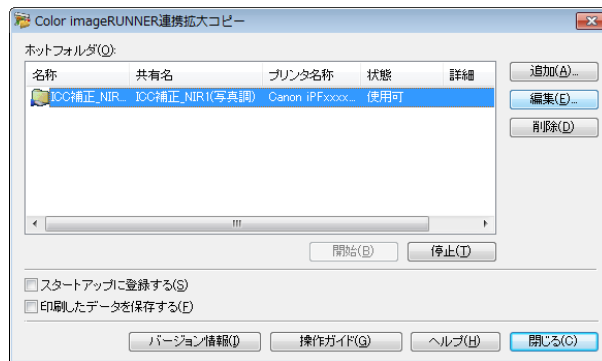 Color imageRUNNER連携拡大コピー
ホットフォルダ(O):
名称 共有名 プリンタ名称 状態 詳細
ICC補正_NIR... ICC補正_NIR1(写真調) Canon iPFxxxx... 使用可
追加(A)...
編集(E)...
削除(D)
開始(B) 停止(T)
スタートアップに登録する(S)
印刷したデータを保存する(F)
バージョン情報(I) 操作ガイド(G) ヘルプ(H) 閉じる(C)